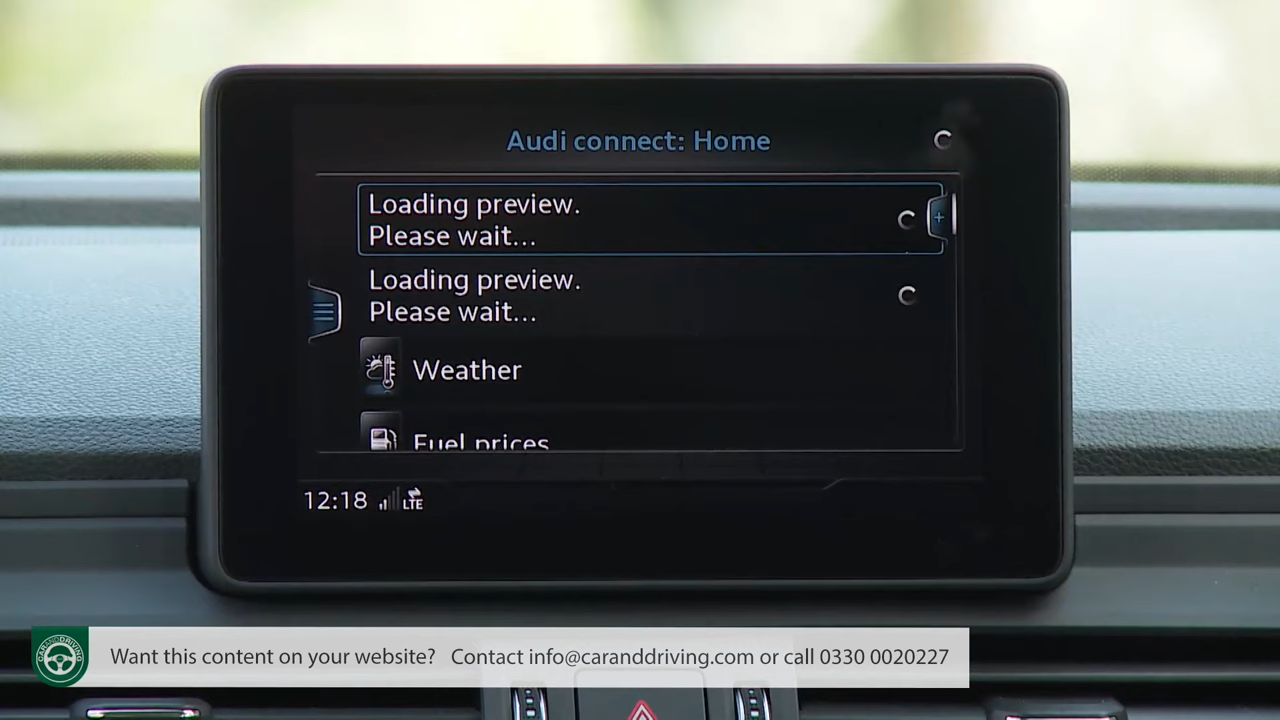 Audi connect: Home
Loading preview.
Please wait...
Loading preview.
Please wait...
Weather
Fuel prices
12:18 LTE
CARANDDRIVING
Want this content on your website? Contact info@caranddriving.com or call 0330 0020227